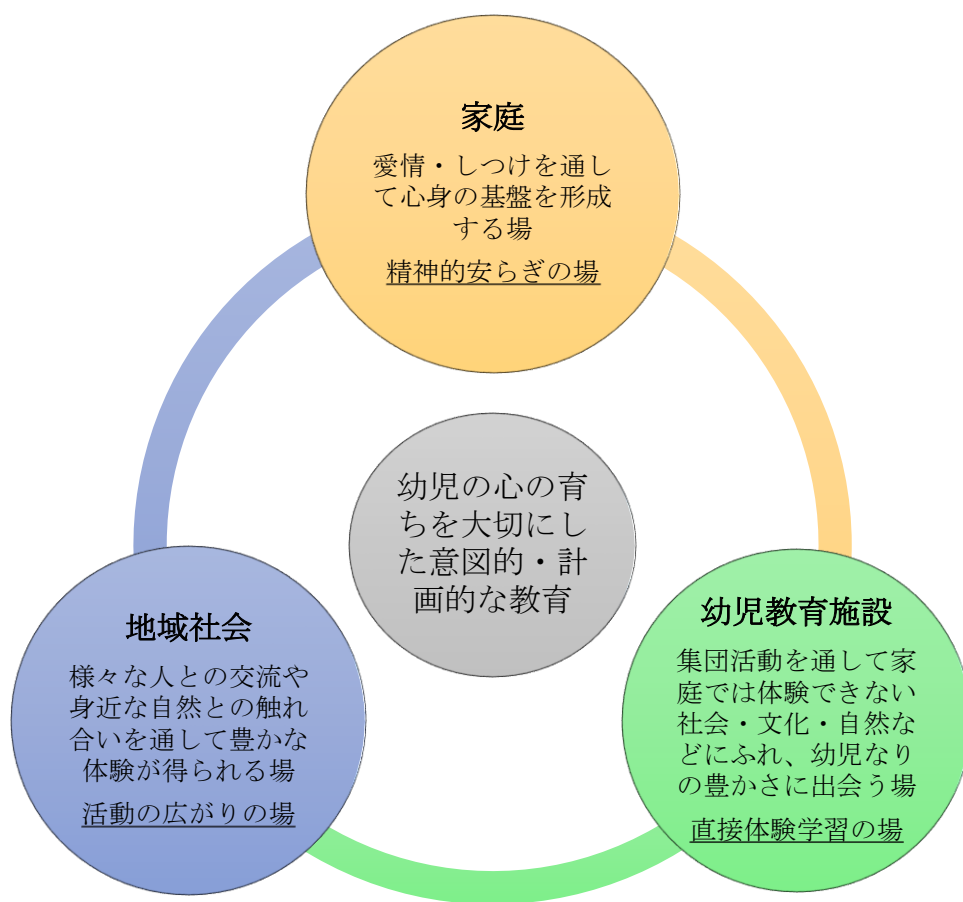 家庭
愛情・しつけを通し
て心身の基盤を形成
する場
精神的安らぎの場
幼児の心の育
ちを大切にし
た意図的・計
画的な教育
地域社会
様々な人との交流や
身近な自然との触れ
合いを通して豊かな
体験が得られる場
活動の広がりの場
幼児教育施設
集団活動を通して家
庭では体験できない
社会・文化・自然な
どにふれ、幼児なり
の豊かさに出会う場
直接体験学習の場